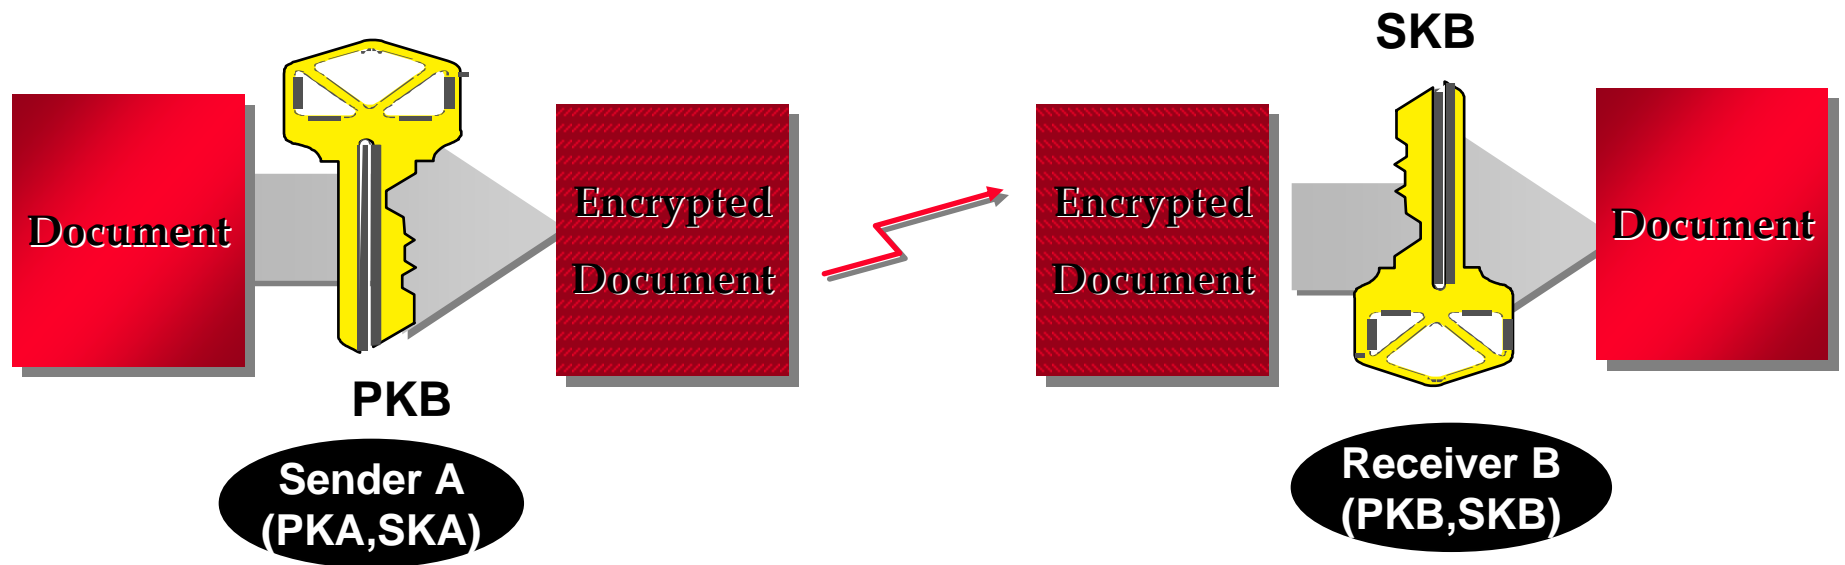 Document
PKB
Sender A
(PKA,SKA)
Encrypted
Document
Encrypted
Document
SKB
Receiver B
(PKB,SKB)
Document